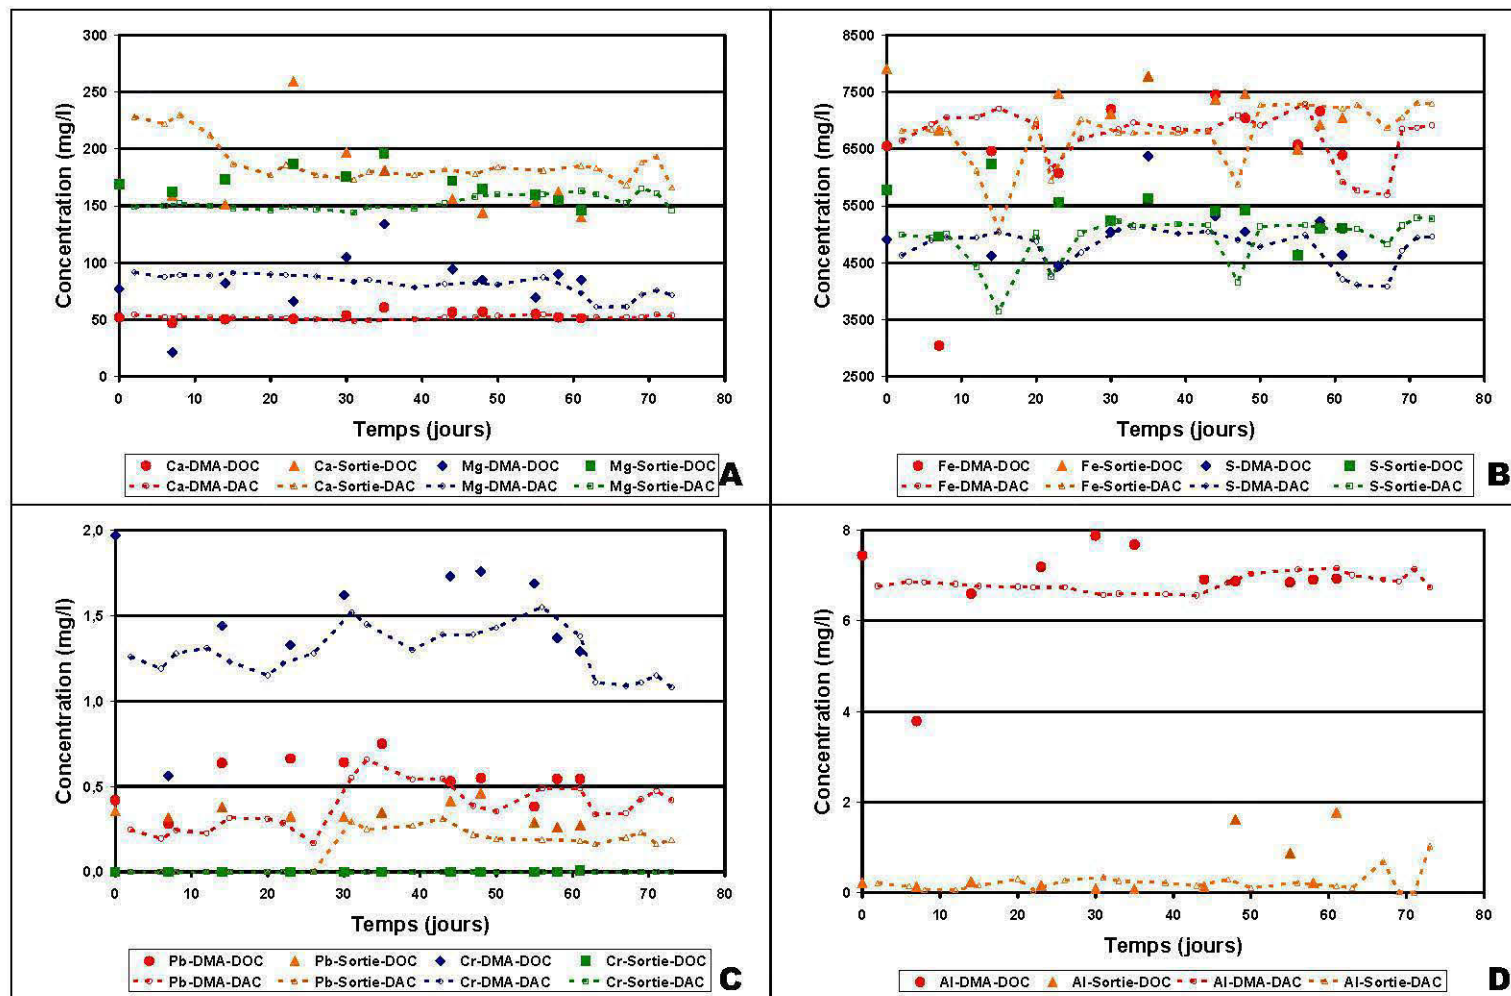 300
250
200
150
100
50
0
Concentration (mg/l)
0 10 20 30 40 50 60 70 80
Temps (jours)
Ca-DMA-DOC Ca-Sortie-DOC Mg-DMA-DOC Mg-Sortie-DOC
Ca-DMA-DAC Ca-Sortie-DAC Mg-DMA-DAC Mg-Sortie-DAC
A
8500
7500
6500
5500
4500
3500
2500
Concentration (mg/l)
0 10 20 30 40 50 60 70 80
Temps (jours)
Fe-DMA-DOC Fe-Sortie-DOC S-DMA-DOC S-Sortie-DOC
Fe-DMA-DAC Fe-Sortie-DAC S-DMA-DAC S-Sortie-DAC
B
2,0
1,5
1,0
0,5
0,0
Concentration (mg/l)
0 10 20 30 40 50 60 70 80
Temps (jours)
Pb-DMA-DOC Pb-Sortie-DOC Cr-DMA-DOC Cr-Sortie-DOC
Pb-DMA-DAC Pb-Sortie-DAC Cr-DMA-DAC Cr-Sortie-DAC
C
8
6
4
2
0
Concentration (mg/l)
0 10 20 30 40 50 60 70 80
Temps (jours)
Al-DMA-DOC Al-Sortie-DOC Al-DMA-DAC Al-Sortie-DAC
D